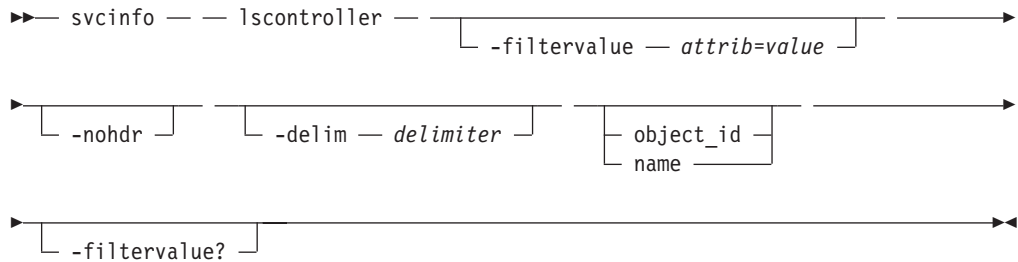 svcinfo lscontroller
-filtervalue attrib=value
-nohdr -delim delimiter object_id
name
-filtervalue?